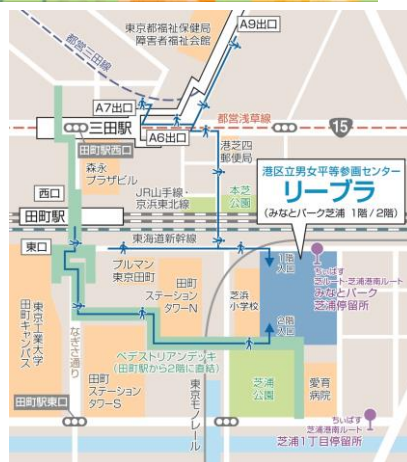 東京都福祉保健局
障害者福祉会館
A9出口
都営三田線
A7出口
三田駅
都営浅草線
15
田町駅西口
A6出口
港芝四
郵便局
森永
プラザビル
港区立男女平等参画センター
リーブラ
(みなとパーク芝浦 1階/2階)
西口
JR山手線・
京浜東北線
本芝
公園
田町駅
東海道新幹線
東口
1階
入口
ちぃばす
芝ルート・芝浦港南ルート
みなとパーク
芝浦停留所
プルマン
東京田町
田町
ステーション
タワーN
芝浜
小学校
東京工業大学
田町キャンパス
なぎさ通り
2階
入口
ペデストリアンデッキ
(田町駅から2階に直結)
田町
ステーション
タワーS
東京モノレール
芝浦
公園
愛育
病院
田町駅東口
ちぃばす
芝浦港南ルート
芝浦1丁目停留所